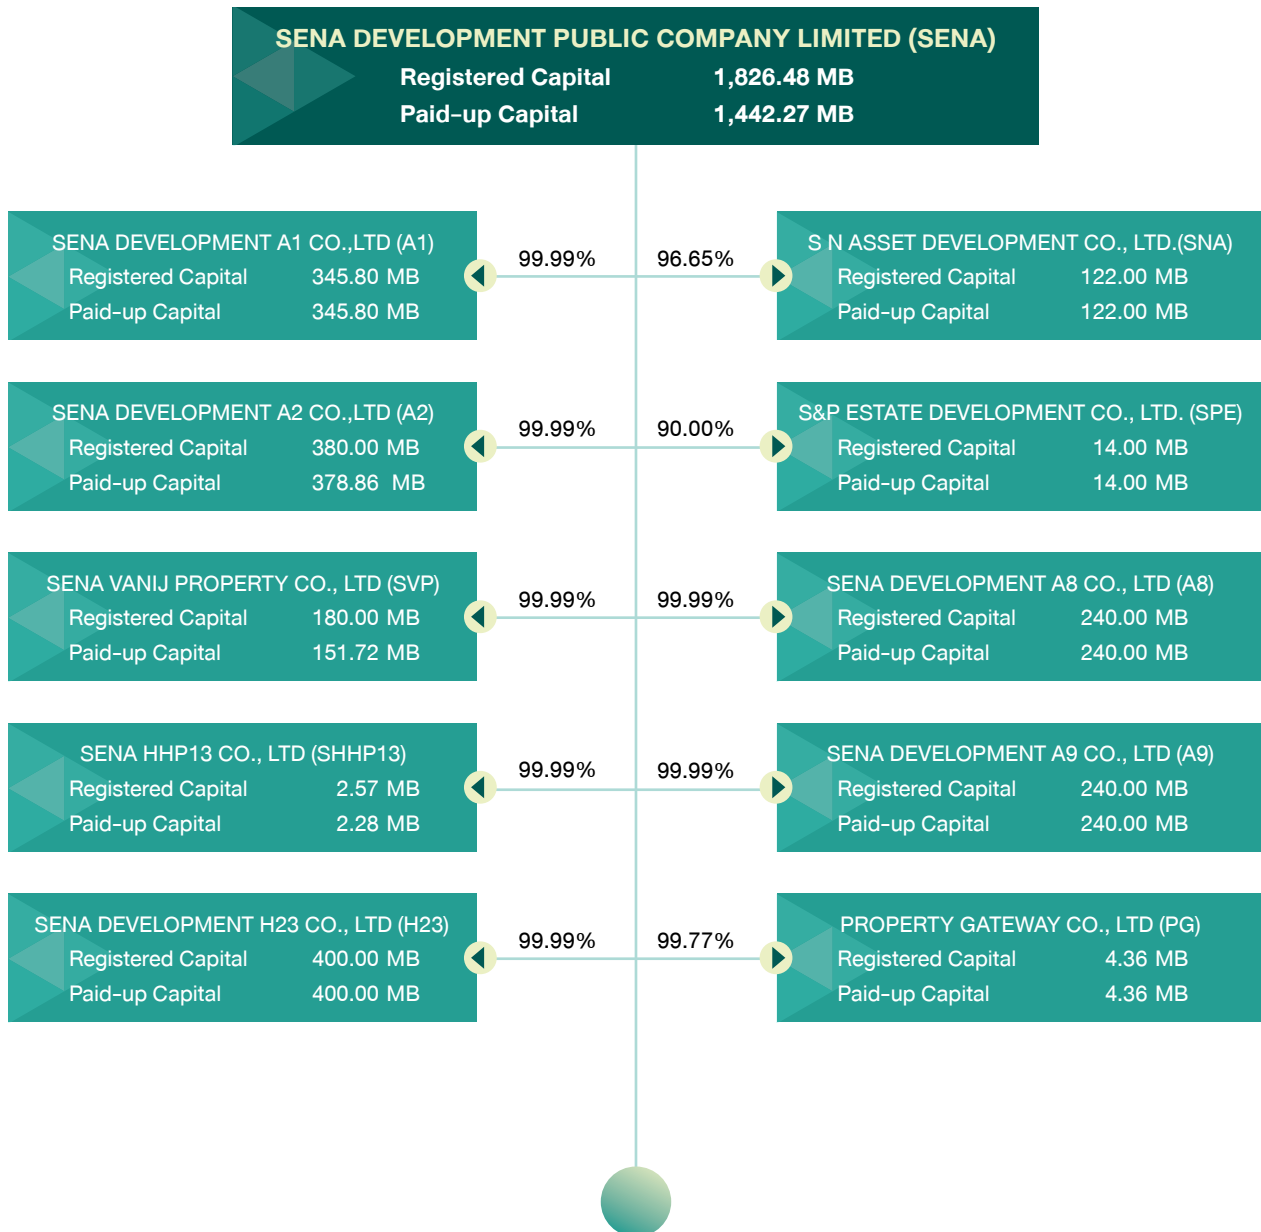 SENA DEVELOPMENT PUBLIC COMPANY LIMITED (SENA)
Registered Capital 1,826.48 MB
Paid-up Capital 1,442.27 MB
SENA DEVELOPMENT A1 CO.,LTD (A1)
Registered Capital 345.80 MB
Paid-up Capital 345.80 MB
99.99% 96.65%
S N ASSET DEVELOPMENT CO., LTD.(SNA)
Registered Capital 122.00 MB
Paid-up Capital 122.00 MB
SENA DEVELOPMENT A2 CO.,LTD (A2)
Registered Capital 380.00 MB
Paid-up Capital 378.86 MB
99.99% 90.00%
S&P ESTATE DEVELOPMENT CO., LTD. (SPE)
Registered Capital 14.00 MB
Paid-up Capital 14.00 MB
SENA VANIJ PROPERTY CO., LTD (SVP)
Registered Capital 180.00 MB
Paid-up Capital 151.72 MB
99.99% 99.99%
SENA DEVELOPMENT A8 CO., LTD (A8)
Registered Capital 240.00 MB
Paid-up Capital 240.00 MB
SENA HHP13 CO., LTD (SHHP13)
Registered Capital 2.57 MB
Paid-up Capital 2.28 MB
99.99% 99.99%
SENA DEVELOPMENT A9 CO., LTD (A9)
Registered Capital 240.00 MB
Paid-up Capital 240.00 MB
SENA DEVELOPMENT H23 CO., LTD (H23)
Registered Capital 400.00 MB
Paid-up Capital 400.00 MB
99.99% 99.77%
PROPERTY GATEWAY CO., LTD (PG)
Registered Capital 4.36 MB
Paid-up Capital 4.36 MB